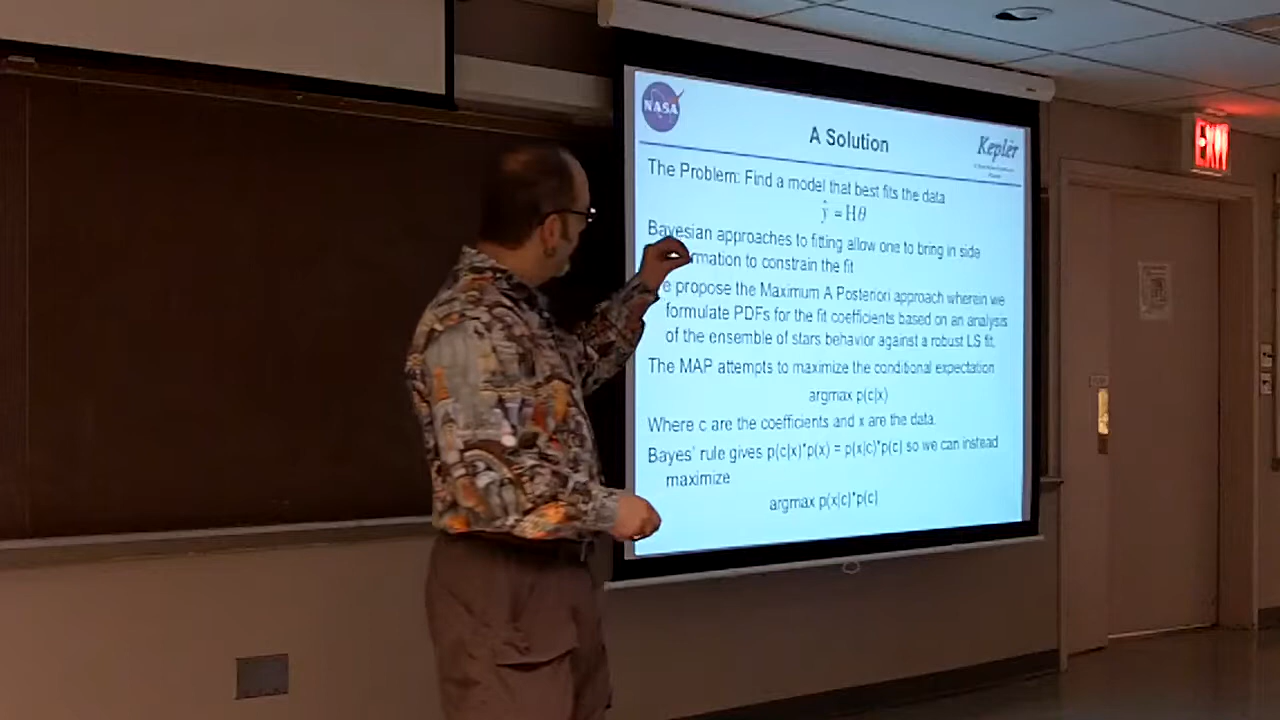 NASA
A Solution
Kepler
EXIT
The Problem: Find a model that best fits the data
ŷ = Hθ
Bayesian approaches to fitting allow one to bring in side
rmation to constrain the fit
e propose the Maximum A Posteriori approach wherein we
formulate PDFs for the fit coefficients based on an analysis
of the ensemble of stars behavior against a robust LS fit.
The MAP attempts to maximize the conditional expectation
argmax p(c|x)
Where c are the coefficients and x are the data.
Bayes' rule gives p(c|x)*p(x) = p(x|c)*p(c) so we can instead
maximize
argmax p(x|c)*p(c)